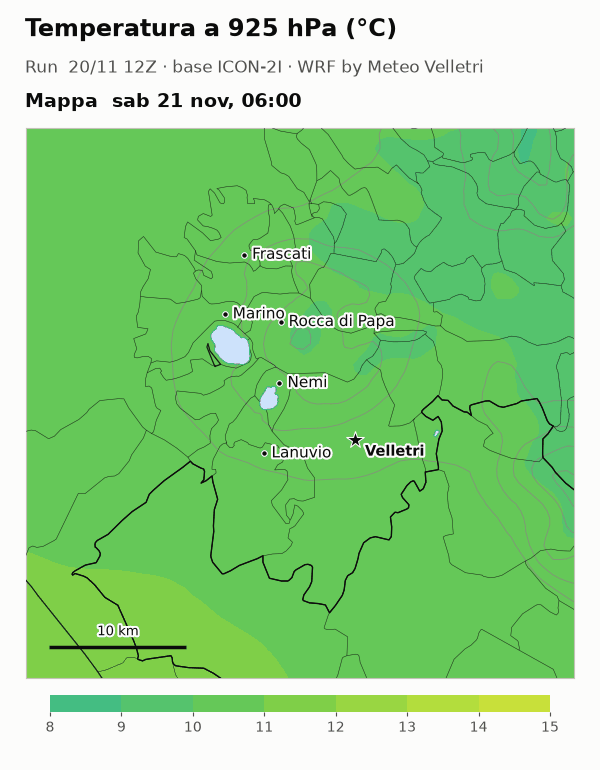 Temperatura a 925 hPa (°C)
Run  20/11 12Z · base ICON-2I · WRF by Meteo Velletri
Mappa  sab 21 nov, 06:00
Frascati
Marino
Rocca di Papa
Nemi
Velletri
Lanuvio
10 km
8 9 10 11 12 13 14 15